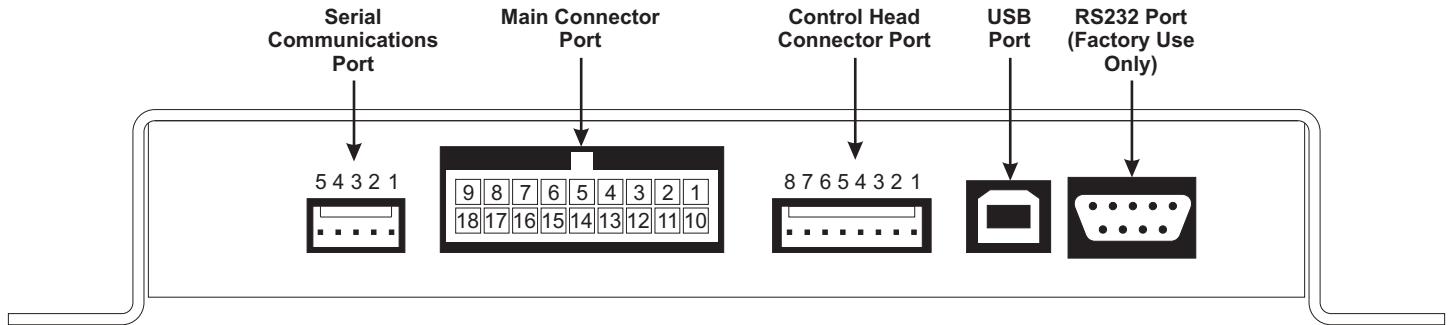 Serial
Communications
Port
Main Connector
Port
Control Head
Connector Port
USB
Port
RS232 Port
(Factory Use
Only)
5 4 3 2 1
9 8 7 6 5 4 3 2 1
18 17 16 15 14 13 12 11 10
8 7 6 5 4 3 2 1